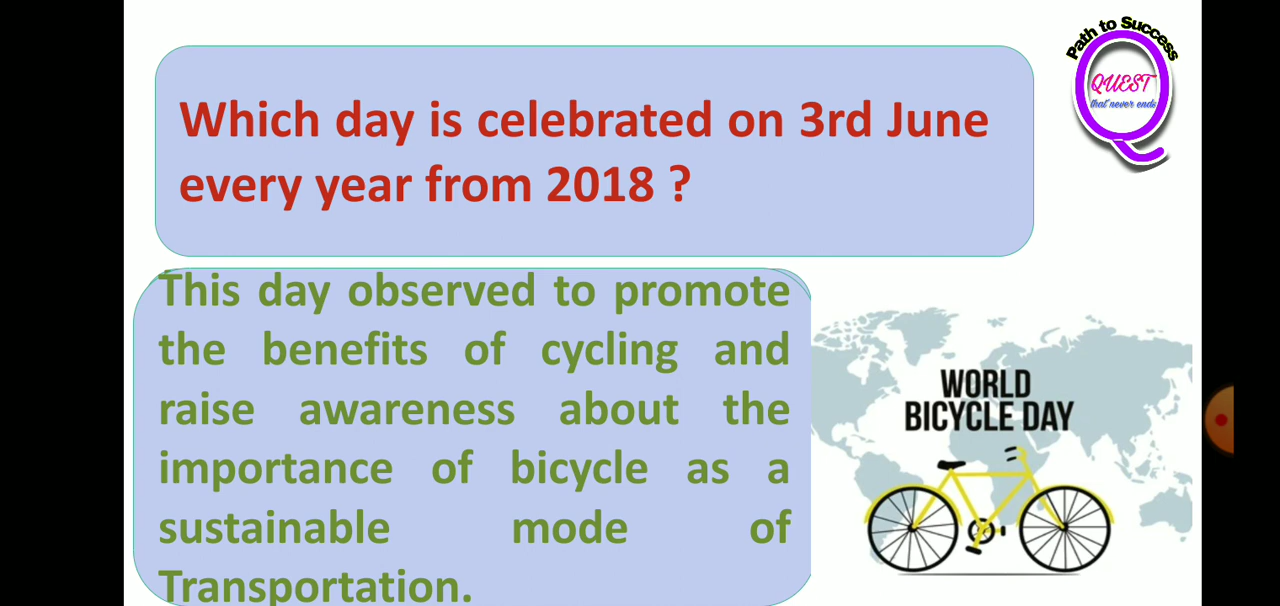 Path to Success
QUEST
that never ends
Which day is celebrated on 3rd June
every year from 2018 ?
This day observed to promote
the benefits of cycling and
raise awareness about the
importance of bicycle as a
sustainable mode of
Transportation.
WORLD
BICYCLE DAY